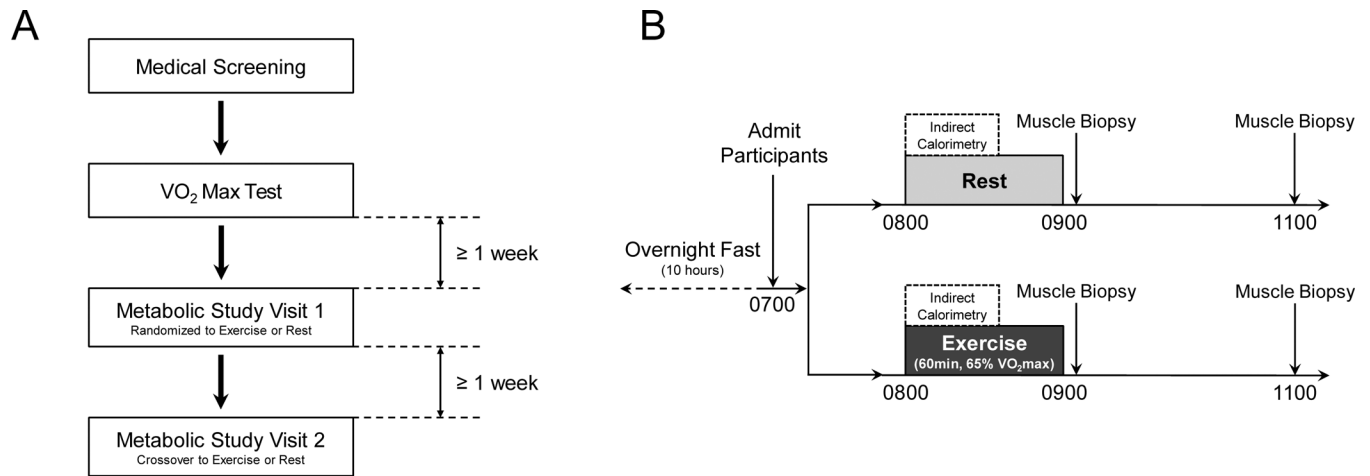 A
Medical Screening
VO₂ Max Test
≥ 1 week
Metabolic Study Visit 1
Randomized to Exercise or Rest
≥ 1 week
Metabolic Study Visit 2
Crossover to Exercise or Rest
B
Admit
Participants
Overnight Fast
(10 hours)
0700
Indirect
Calorimetry
Rest
Muscle Biopsy
Muscle Biopsy
0800
0900
1100
Indirect
Calorimetry
Exercise
(60min, 65% VO₂max)
Muscle Biopsy
Muscle Biopsy
0800
0900
1100